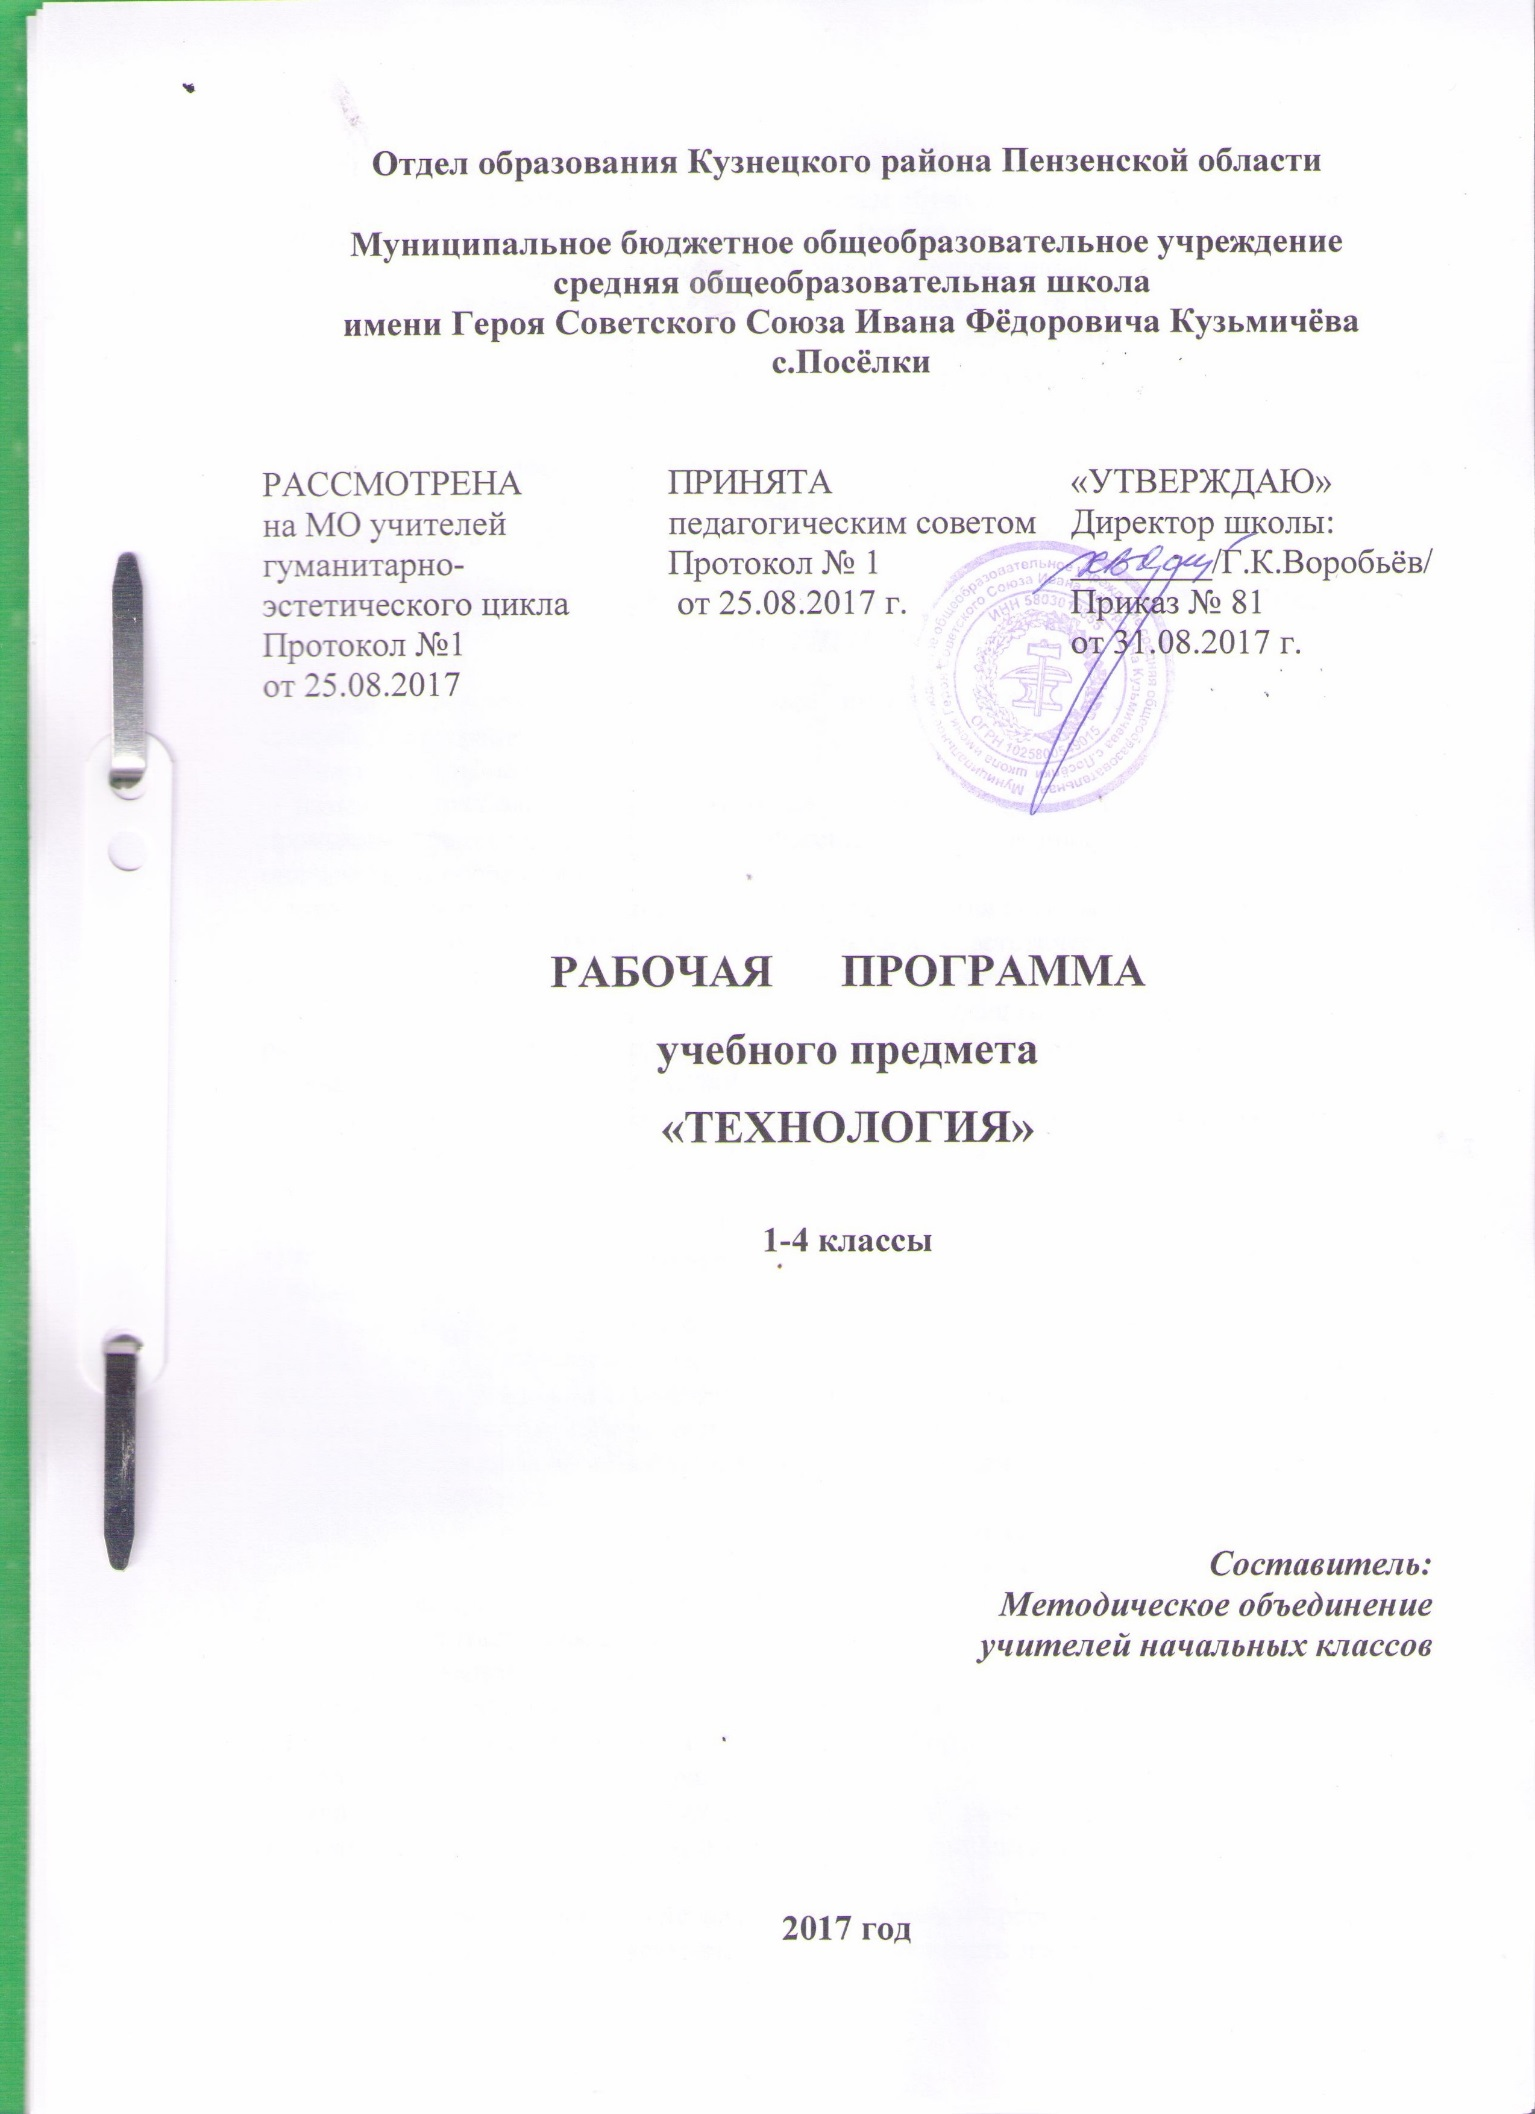 Отдел образования Кузнецкого района Пензенской области
Муниципальное бюджетное общеобразовательное учреждение
средняя общеобразовательная школа
имени Героя Советского Союза Ивана Фёдоровича Кузьмичёва
с.Посёлки
РАССМОТРЕНА
на МО учителей
гуманитарно-
эстетического цикла
Протокол №1
от 25.08.2017
ПРИНЯТА
педагогическим советом
Протокол № 1
от 25.08.2017 г.
«УТВЕРЖДАЮ»
Директор школы:
/Г.К.Воробьёв/
Приказ № 81
от 31.08.2017 г.
РАБОЧАЯ ПРОГРАММА
учебного предмета
«ТЕХНОЛОГИЯ»
1-4 классы
Составитель:
Методическое объединение
учителей начальных классов
2017 год